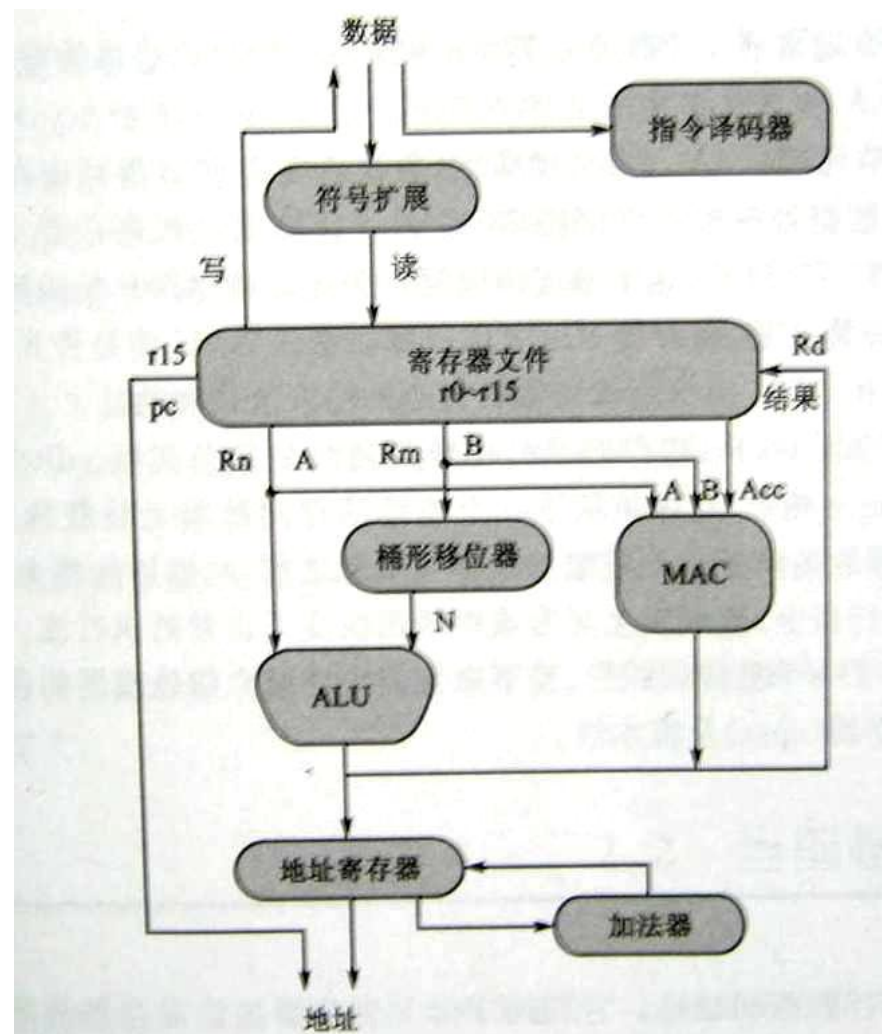 数据
指令译码器
符号扩展
写
读
r15
寄存器文件
Rd
pc
r0~r15
结果
Rn
A
Rm
B
A
B
Acc
桶形移位器
MAC
N
ALU
地址寄存器
加法器
地址